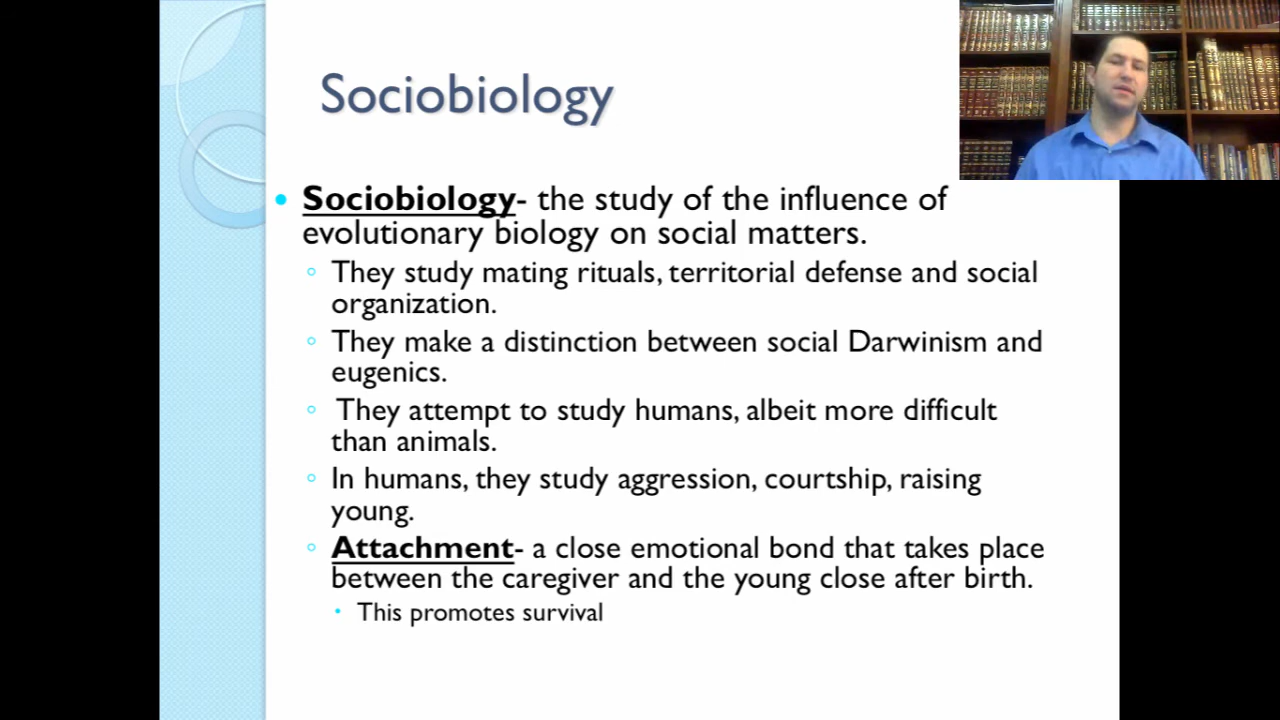 Sociobiology
• Sociobiology- the study of the influence of
evolutionary biology on social matters.
◦ They study mating rituals, territorial defense and social
organization.
◦ They make a distinction between social Darwinism and
eugenics.
◦ They attempt to study humans, albeit more difficult
than animals.
◦ In humans, they study aggression, courtship, raising
young.
◦ Attachment- a close emotional bond that takes place
between the caregiver and the young close after birth.
• This promotes survival